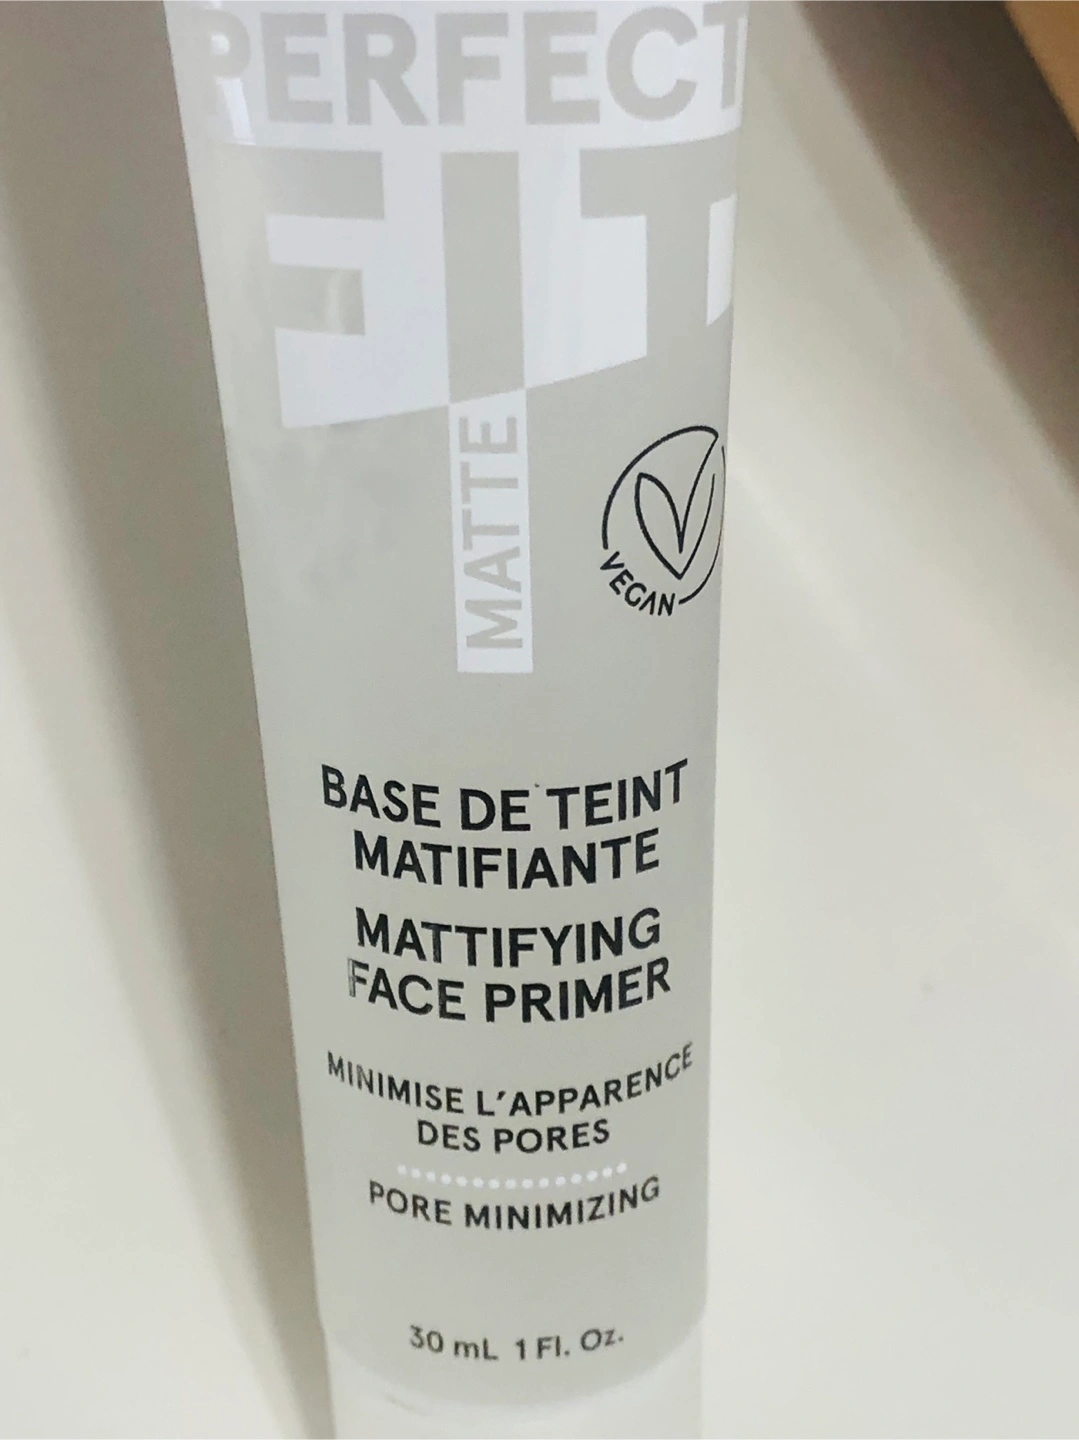 PERFECT
FIT
MATTE
VEGAN
BASE DE TEINT
MATIFIANTE
MATTIFYING
FACE PRIMER
MINIMISE L'APPARENCE
DES PORES
PORE MINIMIZING
30 mL 1 Fl. Oz.